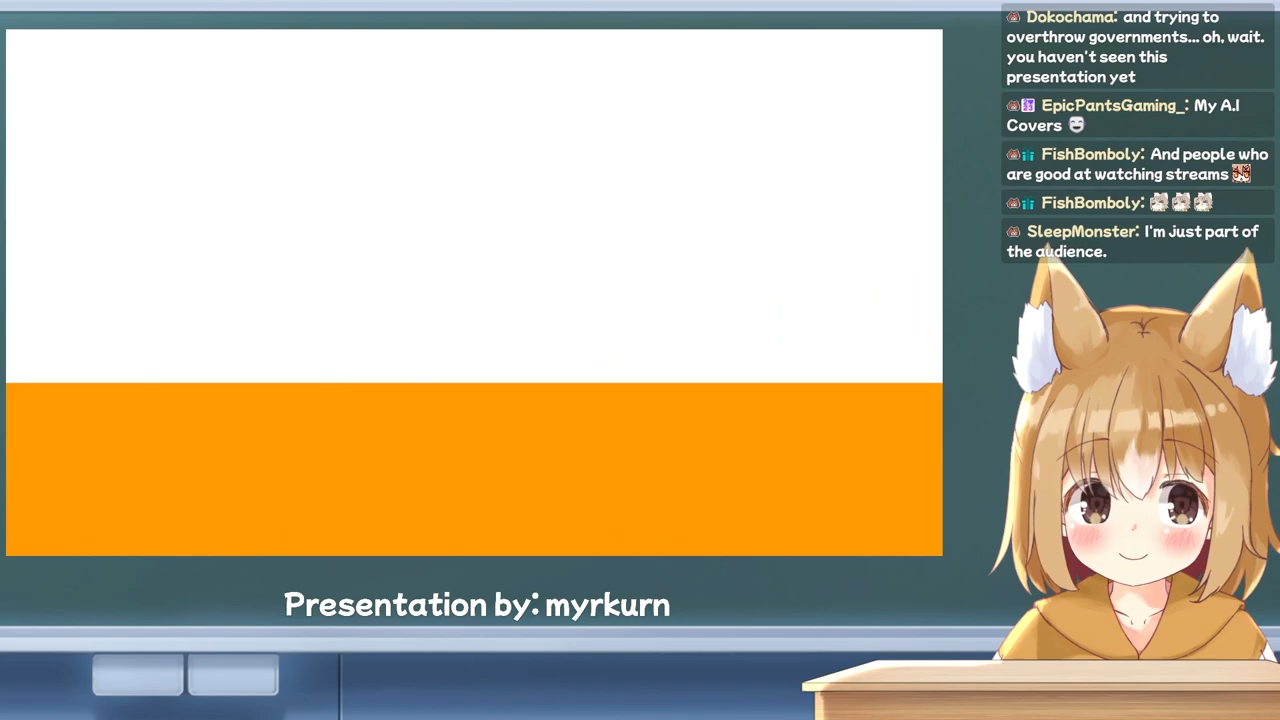 Dokochama: and trying to
overthrow governments... oh, wait.
you haven't seen this
presentation yet
EpicPantsGaming_: My A.I
Covers
FishBomboly: And people who
are good at watching streams
FishBomboly:
SleepMonster: I'm just part of
the audience.
Presentation by: myrkurn